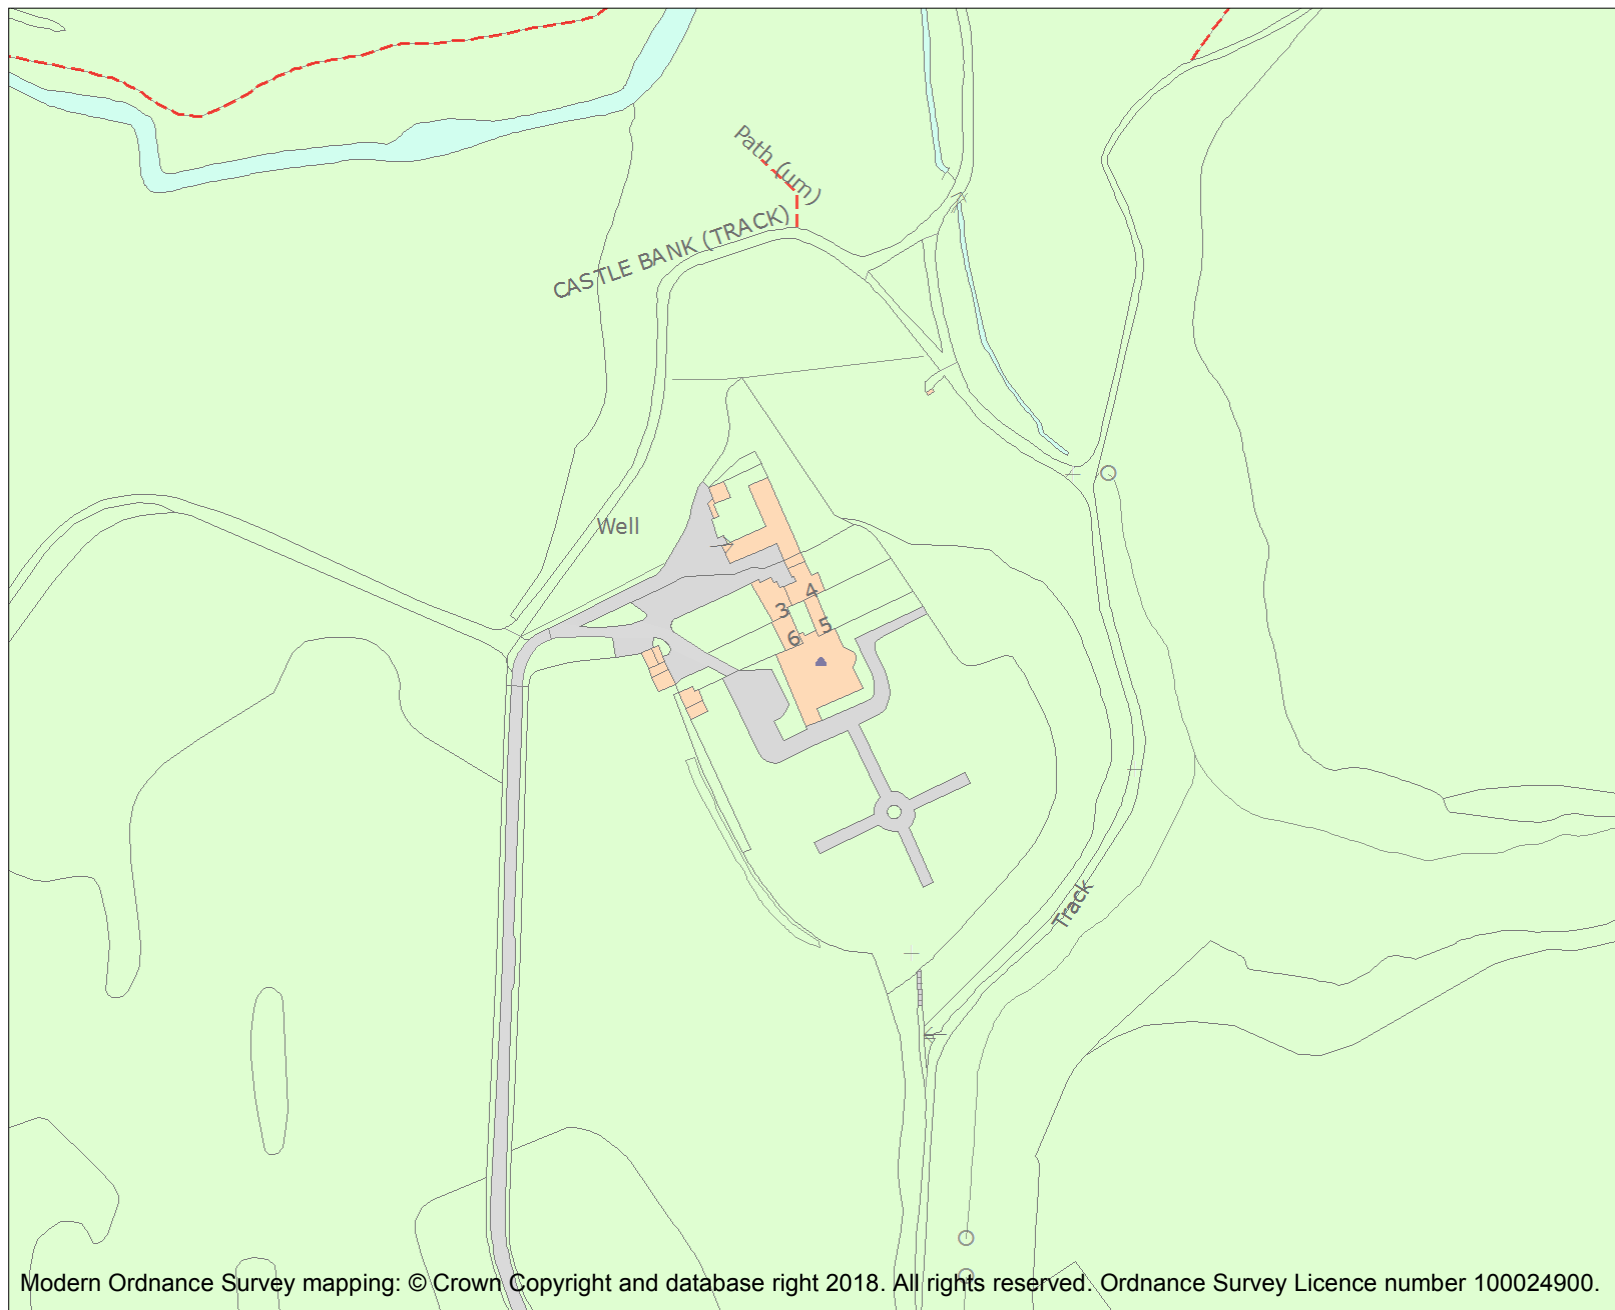 Path (um)
CASTLE BANK (TRACK)
Well
4
3
5
6
Track
Modern Ordnance Survey mapping: © Crown Copyright and database right 2018. All rights reserved. Ordnance Survey Licence number 100024900.